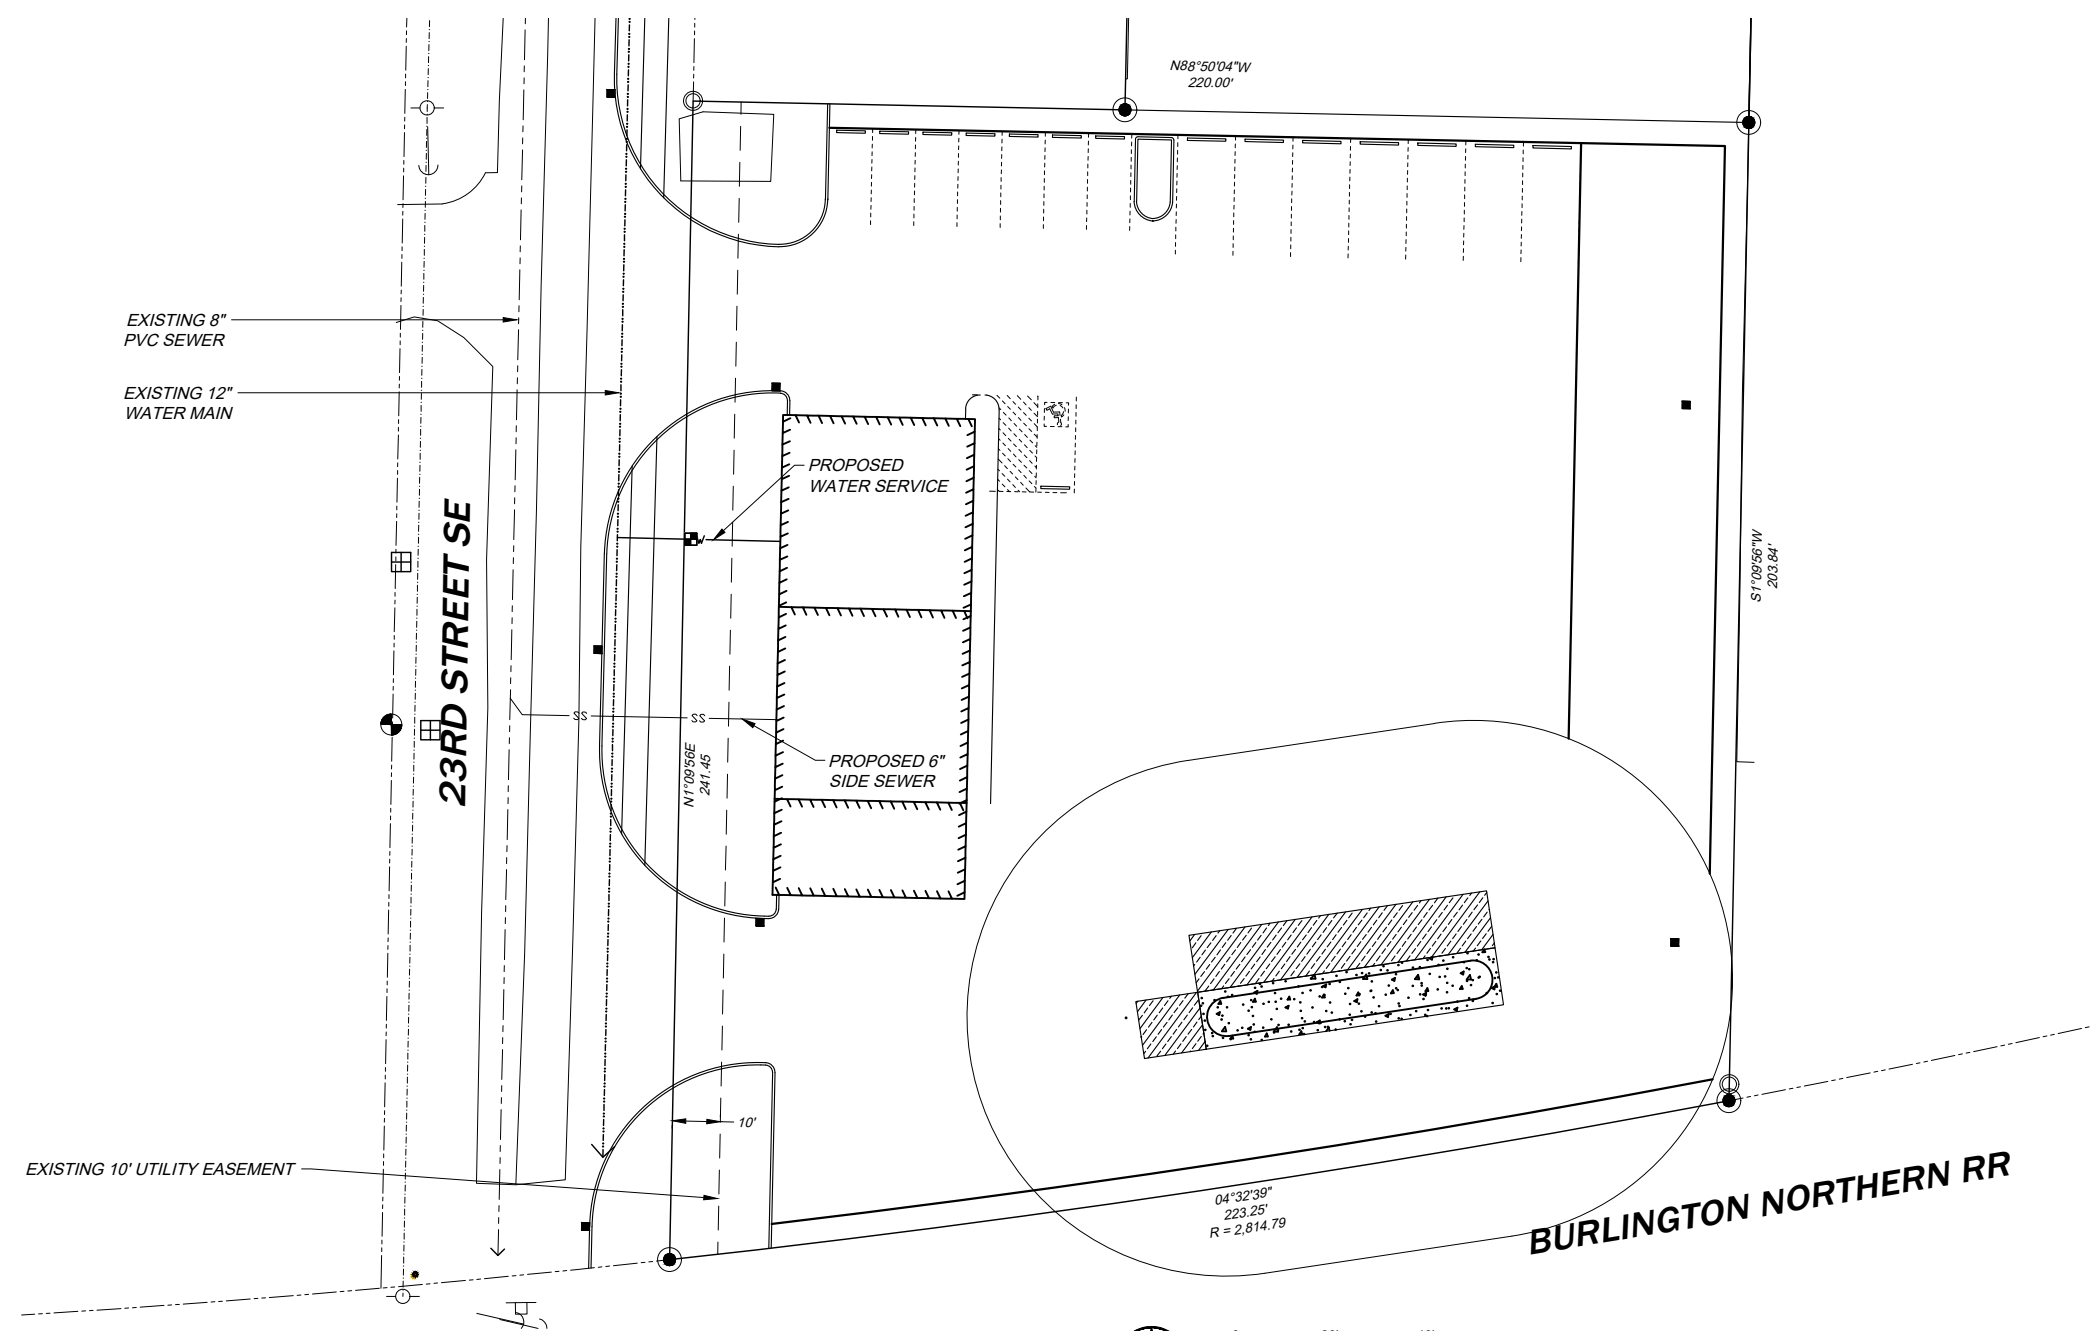 N88°50'04"W
220.00'
EXISTING 8"
PVC SEWER
EXISTING 12"
WATER MAIN
PROPOSED
WATER SERVICE
W
23RD STREET SE
S1°09'56"W
203.84'
SS
SS
N1°09'56E
241.45
PROPOSED 6"
SIDE SEWER
10'
EXISTING 10' UTILITY EASEMENT
04°32'39"
223.25'
R = 2,814.79
BURLINGTON NORTHERN RR